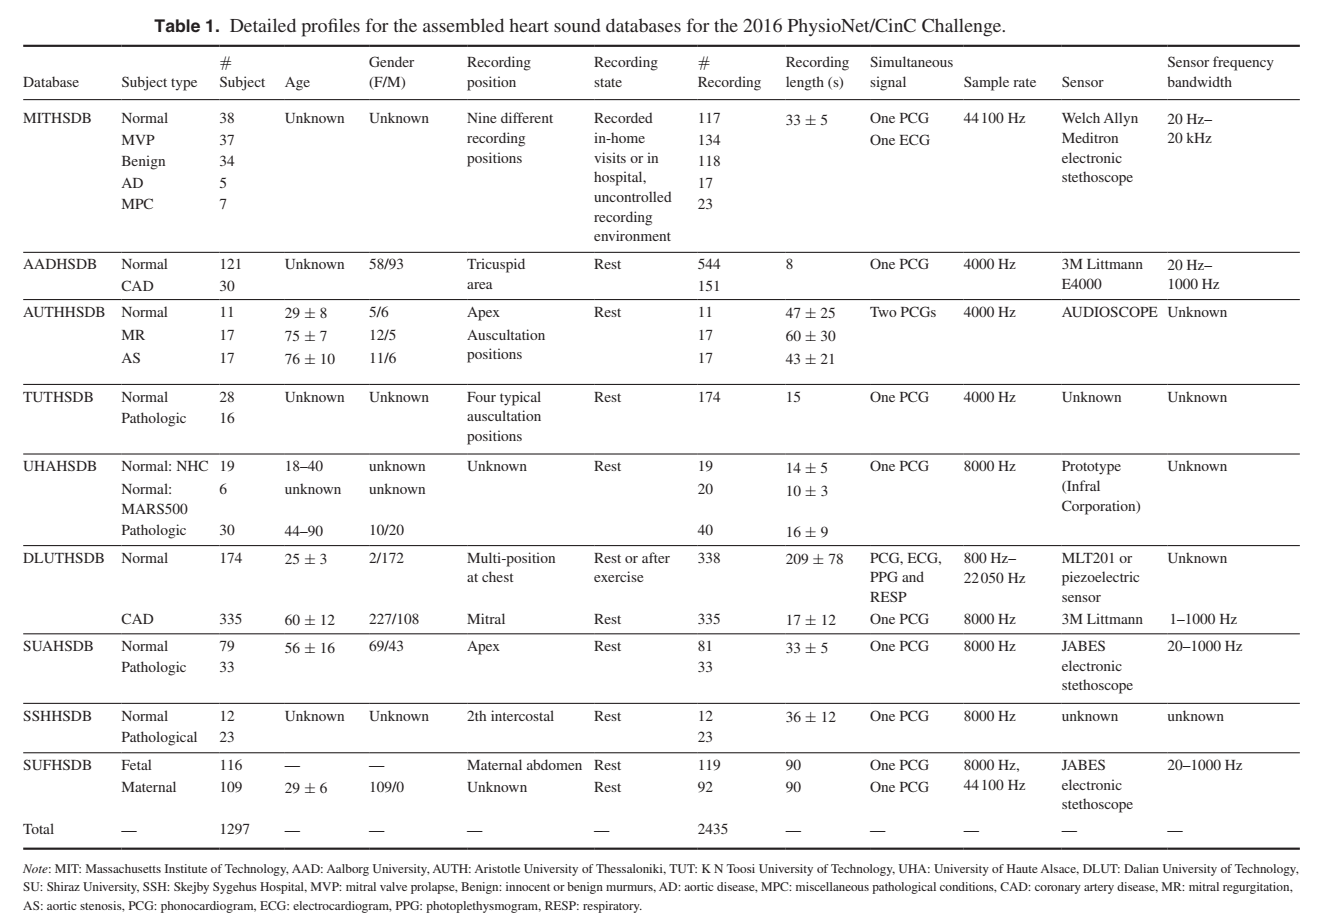 Table 1. Detailed profiles for the assembled heart sound databases for the 2016 PhysioNet/CinC Challenge.
Database Subject type # Subject Age Gender (F/M) Recording position Recording state # Recording Recording length (s) Simultaneous signal Sample rate Sensor Sensor frequency bandwidth
MITHSDB Normal 38 Unknown Unknown Nine different Recorded 117 33 ± 5 One PCG 44 100 Hz Welch Allyn 20 Hz–
MVP 37 recording in-home 134 One ECG Meditron 20 kHz
Benign 34 positions visits or in 118 electronic
AD 5 hospital, 17 stethoscope
MPC 7 uncontrolled 23
recording
environment
AADHSDB Normal 121 Unknown 58/93 Tricuspid Rest 544 8 One PCG 4000 Hz 3M Littmann 20 Hz–
CAD 30 area 151 E4000 1000 Hz
AUTHHSDB Normal 11 29 ± 8 5/6 Apex Rest 11 47 ± 25 Two PCGs 4000 Hz AUDIOSCOPE Unknown
MR 17 75 ± 7 12/5 Auscultation 17 60 ± 30
AS 17 76 ± 10 11/6 positions 17 43 ± 21
TUTHSDB Normal 28 Unknown Unknown Four typical Rest 174 15 One PCG 4000 Hz Unknown Unknown
Pathologic 16 auscultation
positions
UHAHSDB Normal: NHC 19 18–40 unknown Unknown Rest 19 14 ± 5 One PCG 8000 Hz Prototype Unknown
Normal: 6 unknown unknown 20 10 ± 3 (Infral
MARS500 Corporation)
Pathologic 30 44–90 10/20 40 16 ± 9
DLUTHSDB Normal 174 25 ± 3 2/172 Multi-position Rest or after 338 209 ± 78 PCG, ECG, 800 Hz– MLT201 or Unknown
at chest exercise PPG and 22 050 Hz piezoelectric
RESP sensor
CAD 335 60 ± 12 227/108 Mitral Rest 335 17 ± 12 One PCG 8000 Hz 3M Littmann 1–1000 Hz
SUAHSDB Normal 79 56 ± 16 69/43 Apex Rest 81 33 ± 5 One PCG 8000 Hz JABES 20–1000 Hz
Pathologic 33 33 electronic
stethoscope
SSHHSDB Normal 12 Unknown Unknown 2th intercostal Rest 12 36 ± 12 One PCG 8000 Hz unknown unknown
Pathological 23 23
SUFHSDB Fetal 116 — — Maternal abdomen Rest 119 90 One PCG 8000 Hz, JABES 20–1000 Hz
Maternal 109 29 ± 6 109/0 Unknown Rest 92 90 One PCG 44 100 Hz electronic
stethoscope
Total — 1297 — — — — 2435 — — — — —
Note: MIT: Massachusetts Institute of Technology, AAD: Aalborg University, AUTH: Aristotle University of Thessaloniki, TUT: K N Toosi University of Technology, UHA: University of Haute Alsace, DLUT: Dalian University of Technology,
SU: Shiraz University, SSH: Skejby Sygehus Hospital, MVP: mitral valve prolapse, Benign: innocent or benign murmurs, AD: aortic disease, MPC: miscellaneous pathological conditions, CAD: coronary artery disease, MR: mitral regurgitation,
AS: aortic stenosis, PCG: phonocardiogram, ECG: electrocardiogram, PPG: photoplethysmogram, RESP: respiratory.